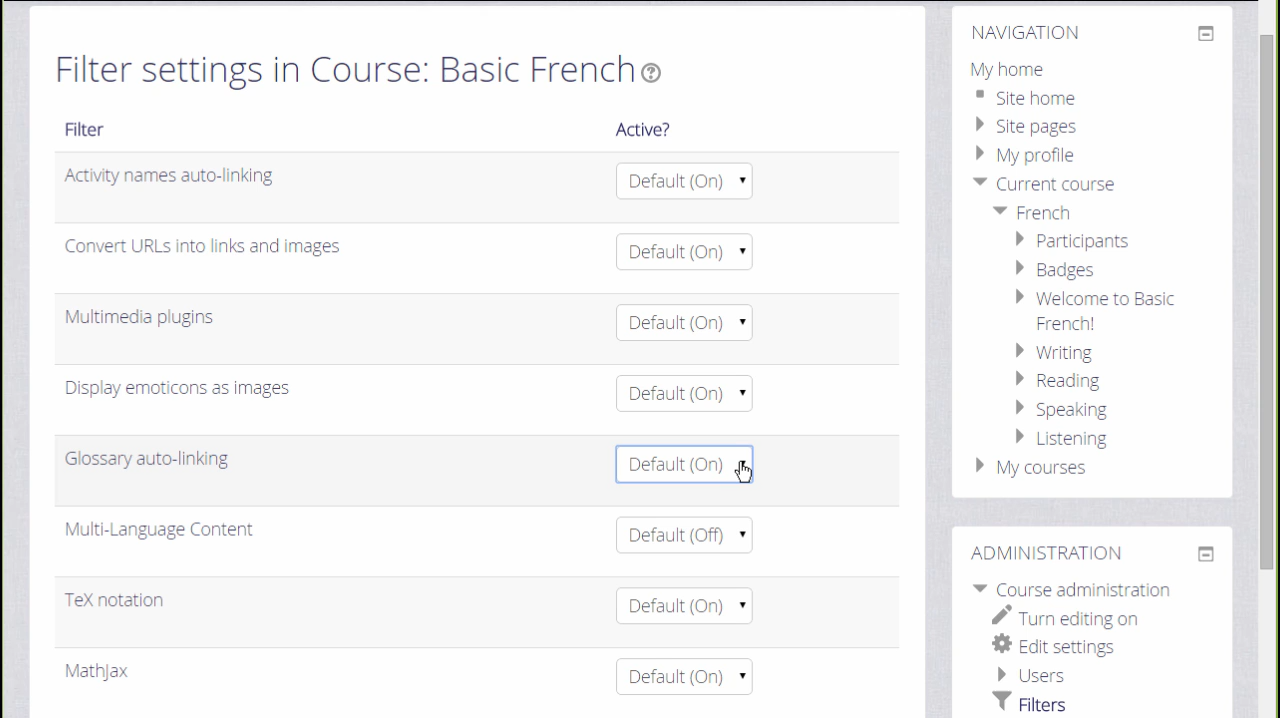 Filter settings in Course: Basic French
Filter
Active?
Activity names auto-linking
Default (On)
Convert URLs into links and images
Default (On)
Multimedia plugins
Default (On)
Display emoticons as images
Default (On)
Glossary auto-linking
Default (On)
Multi-Language Content
Default (Off)
TeX notation
Default (On)
MathJax
Default (On)
NAVIGATION
My home
Site home
Site pages
My profile
Current course
French
Participants
Badges
Welcome to Basic
French!
Writing
Reading
Speaking
Listening
My courses
ADMINISTRATION
Course administration
Turn editing on
Edit settings
Users
Filters